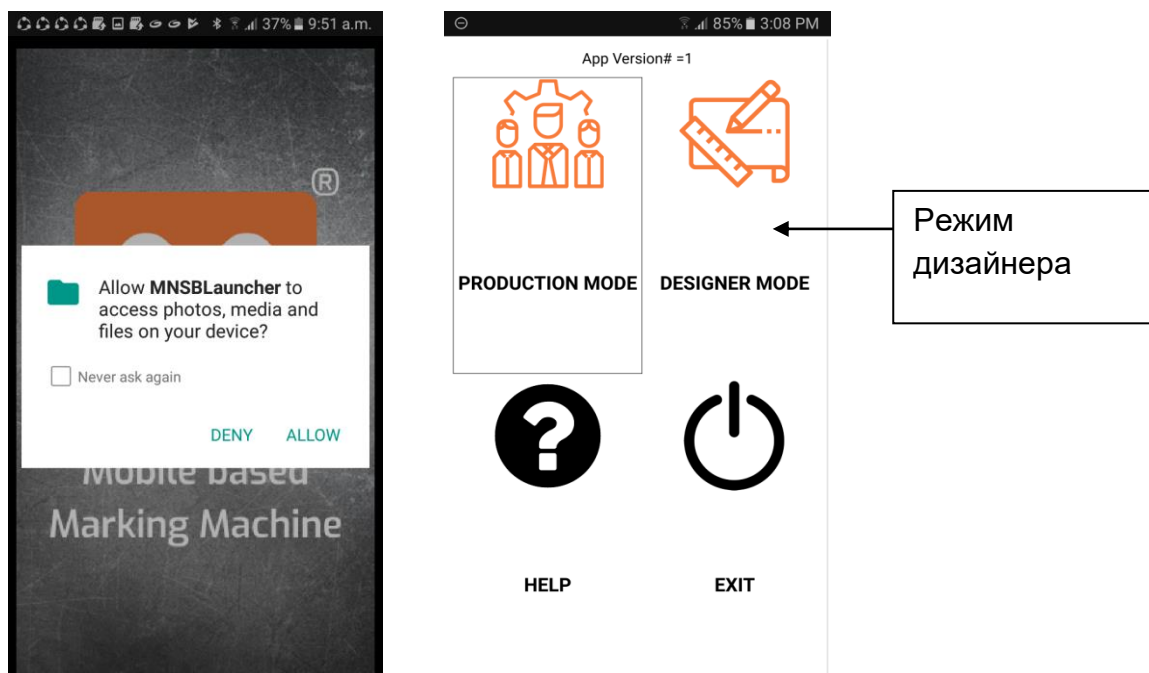 37% 9:51 a.m.
®
Allow MNSBLauncher to
access photos, media and
files on your device?
Never ask again
DENY ALLOW
Mobile based
Marking Machine
85% 3:08 PM
App Version# =1
PRODUCTION MODE DESIGNER MODE
HELP EXIT
Режим
дизайнера